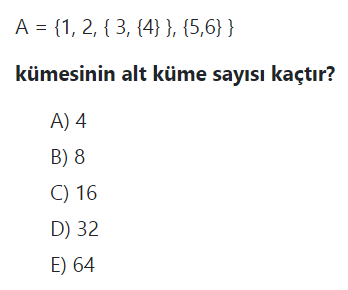 A = {1, 2, { 3, {4} }, {5,6} }
kümesinin alt küme sayısı kaçtır?
A) 4
B) 8
C) 16
D) 32
E) 64